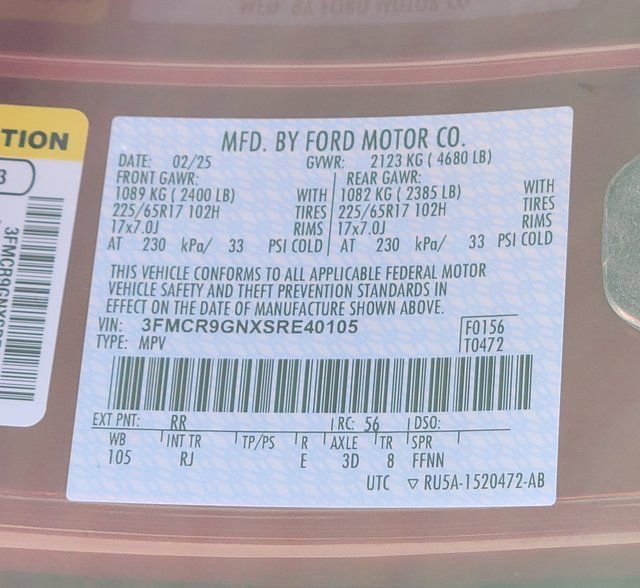 TION
3
3FMCR9GNXSRE
MFD. BY FORD MOTOR CO.
DATE: 02/25 GVWR: 2123 KG ( 4680 LB)
FRONT GAWR: REAR GAWR:
1089 KG ( 2400 LB) WITH 1082 KG ( 2385 LB) WITH
225/65R17 102H TIRES 225/65R17 102H TIRES
17x7.0J RIMS 17x7.0J RIMS
AT 230 kPa/ 33 PSI COLD AT 230 kPa/ 33 PSI COLD
THIS VEHICLE CONFORMS TO ALL APPLICABLE FEDERAL MOTOR
VEHICLE SAFETY AND THEFT PREVENTION STANDARDS IN
EFFECT ON THE DATE OF MANUFACTURE SHOWN ABOVE.
VIN: 3FMCR9GNXSRE40105 F0156
TYPE: MPV T0472
EXT PNT: RR RC: 56 DSO:
WB INT TR TP/PS R AXLE TR SPR
105 RJ E 3D 8 FFNN
UTC ▽ RU5A-1520472-AB